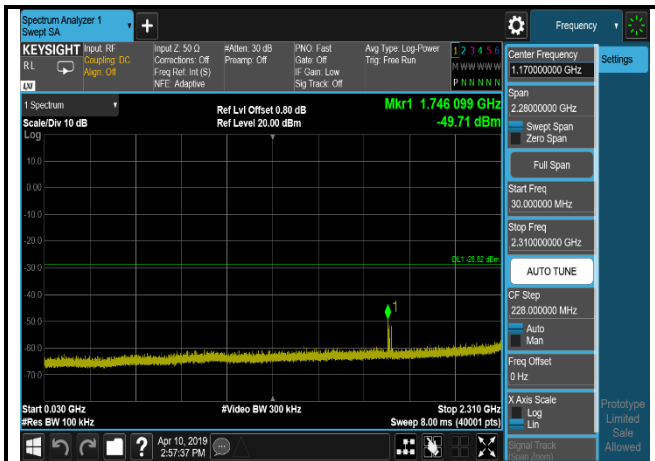 Spectrum Analyzer 1
Swept SA
+
Frequency
KEYSIGHT
RL
LXI
Input: RF
Coupling: DC
Align: Off
Input Z: 50 Ω
Corrections: Off
Freq Ref: Int (S)
NFE: Adaptive
#Atten: 30 dB
Preamp: Off
PNO: Fast
Gate: Off
IF Gain: Low
Sig Track: Off
Avg Type: Log-Power
Trig: Free Run
1 2 3 4 5 6
M W W W W W
P N N N N N
Center Frequency
1.170000000 GHz
Settings
Span
2.28000000 GHz
Swept Span
Zero Span
Full Span
Start Freq
30.000000 MHz
Stop Freq
2.310000000 GHz
AUTO TUNE
CF Step
228.000000 MHz
Auto
Man
Freq Offset
0 Hz
X Axis Scale
Log
Lin
Signal Track
(Span Zoom)
Prototype
Limited
Sale
Allowed
1 Spectrum
Scale/Div 10 dB
Ref Lvl Offset 0.80 dB
Ref Level 20.00 dBm
Mkr1 1.746 099 GHz
-49.71 dBm
Log
10.0
0.00
-10.0
-20.0
DL1 -28.82 dBm
-30.0
-40.0
1
-50.0
-60.0
-70.0
Start 0.030 GHz
#Video BW 300 kHz
Stop 2.310 GHz
#Res BW 100 kHz
Sweep 8.00 ms (40001 pts)
?
Apr 10, 2019
2:57:37 PM